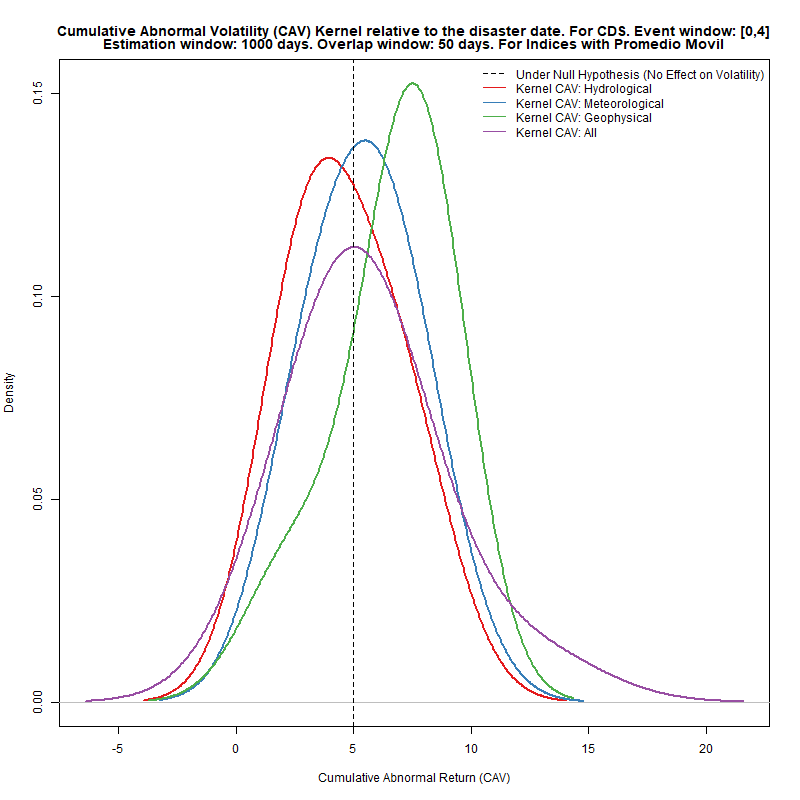 Cumulative Abnormal Volatility (CAV) Kernel relative to the disaster date. For CDS. Event window: [0,4]
Estimation window: 1000 days. Overlap window: 50 days. For Indices with Promedio Movil
Under Null Hypothesis (No Effect on Volatility)
Kernel CAV: Hydrological
Kernel CAV: Meteorological
Kernel CAV: Geophysical
Kernel CAV: All
0.15
0.10
0.05
0.00
Density
-5 0 5 10 15 20
Cumulative Abnormal Return (CAV)